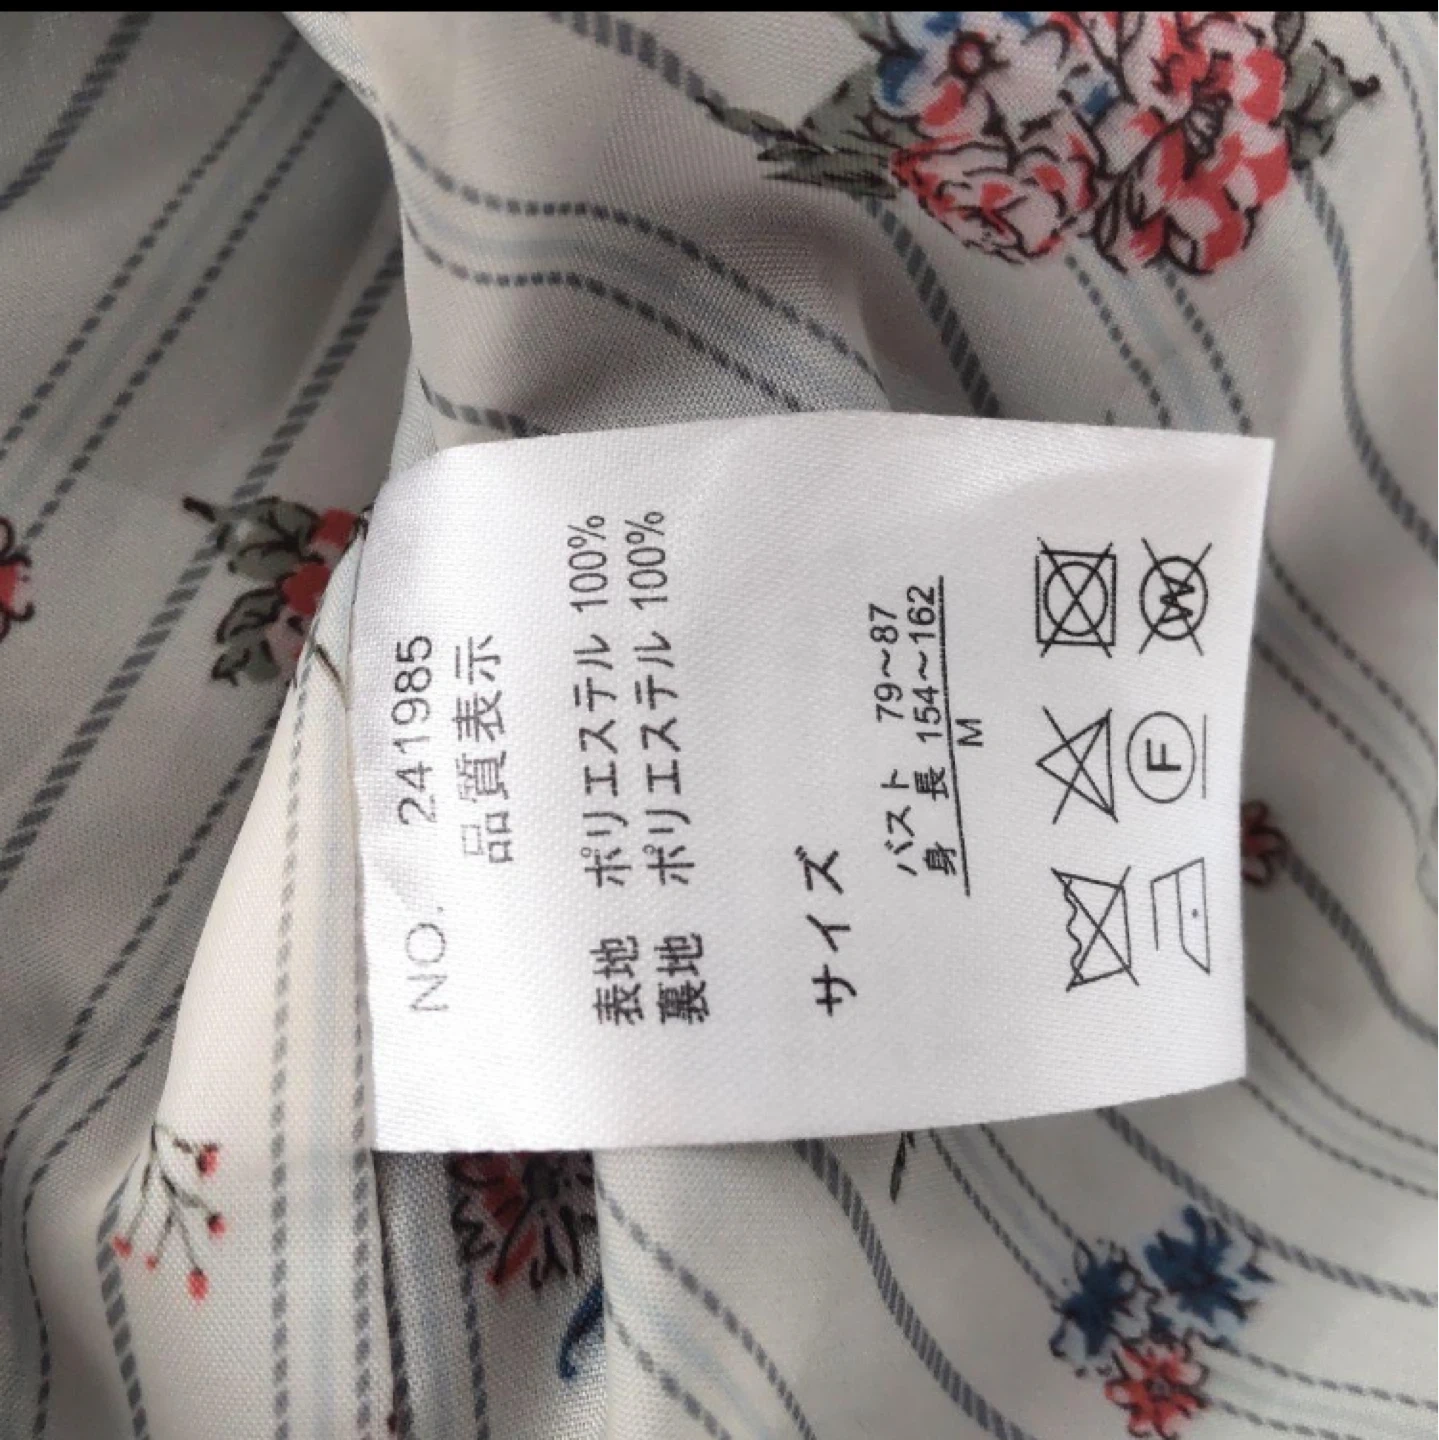 NO. 241985
品質表示
表地 ポリエステル 100%
裏地 ポリエステル 100%
サイズ
バスト 79～87
身長 154～162
M
W
F